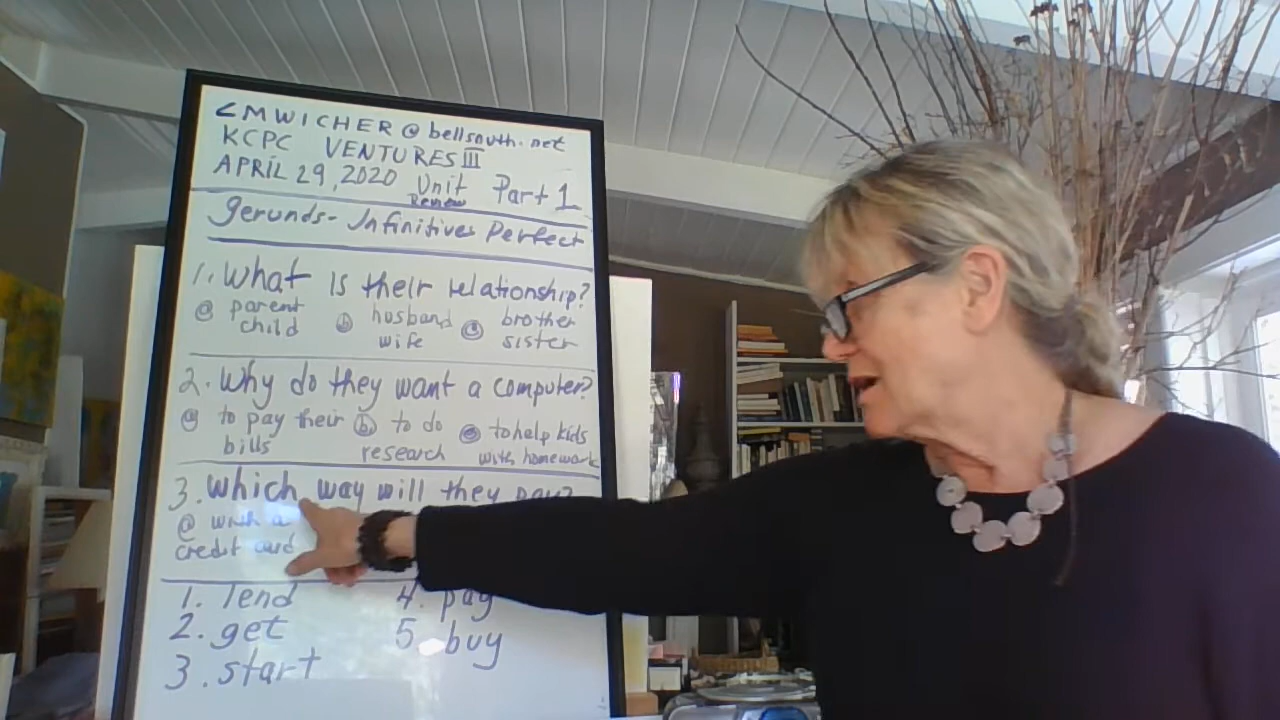 CMWICHER@bellsouth.net
KCPC VENTURES III
APRIL 29, 2020 Unit Review Part 1
Gerunds - Infinitives Perfect
1. What is their relationship?
a parent child b hosband wife c brother sister
2. Why do they want a computer?
a to pay their bills b to do research c to help kids with homework
3. Which way will they pay?
a with a credit card
1. lend 4. pay
2. get 5. buy
3. start